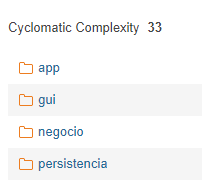 Cyclomatic Complexity 33
app
gui
negocio
persistencia